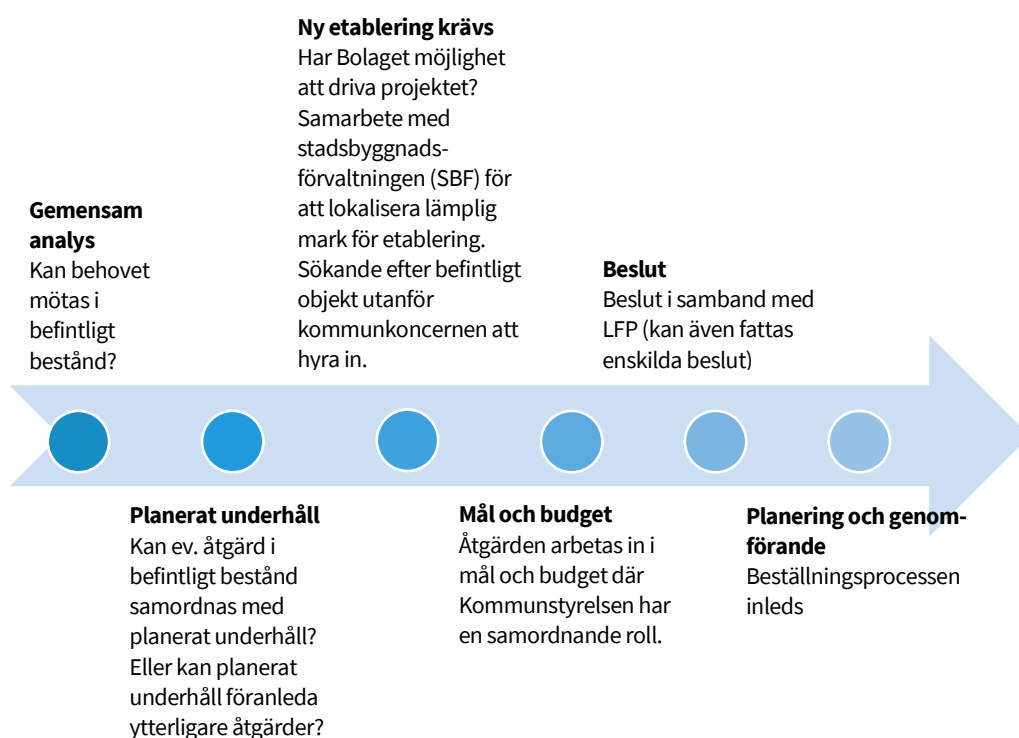 Gemensam
analys
Kan behovet
mötas i
befintligt
bestånd?
Planerat underhåll
Kan ev. åtgärd i
befintligt bestånd
samordnas med
planerat underhåll?
Eller kan planerat
underhåll föranleda
ytterligare åtgärder?
Ny etablering krävs
Har Bolaget möjlighet
att driva projektet?
Samarbete med
stadsbyggnads-
förvaltningen (SBF) för
att lokalisera lämplig
mark för etablering.
Sökande efter befintligt
objekt utanför
kommunkoncernen att
hyra in.
Mål och budget
Åtgärden arbetas in i
mål och budget där
Kommunstyrelsen har
en samordnande roll.
Beslut
Beslut i samband med
LFP (kan även fattas
enskilda beslut)
Planering och genom-
förande
Beställningsprocessen
inleds